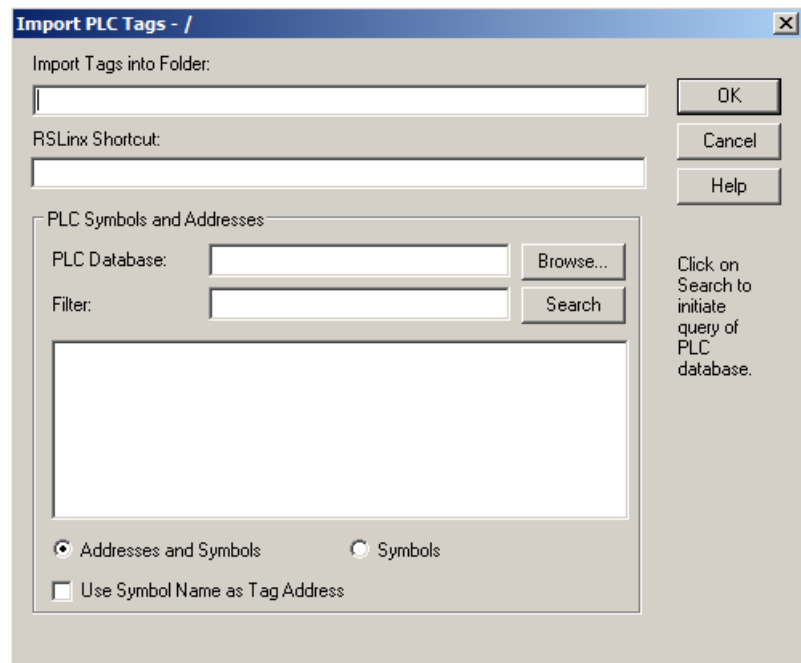 Import PLC Tags - /
Import Tags into Folder:
OK
RSLinx Shortcut:
Cancel
Help
PLC Symbols and Addresses
PLC Database:
Browse...
Filter:
Search
Click on
Search to
initiate
query of
PLC
database.
Addresses and Symbols
Symbols
Use Symbol Name as Tag Address